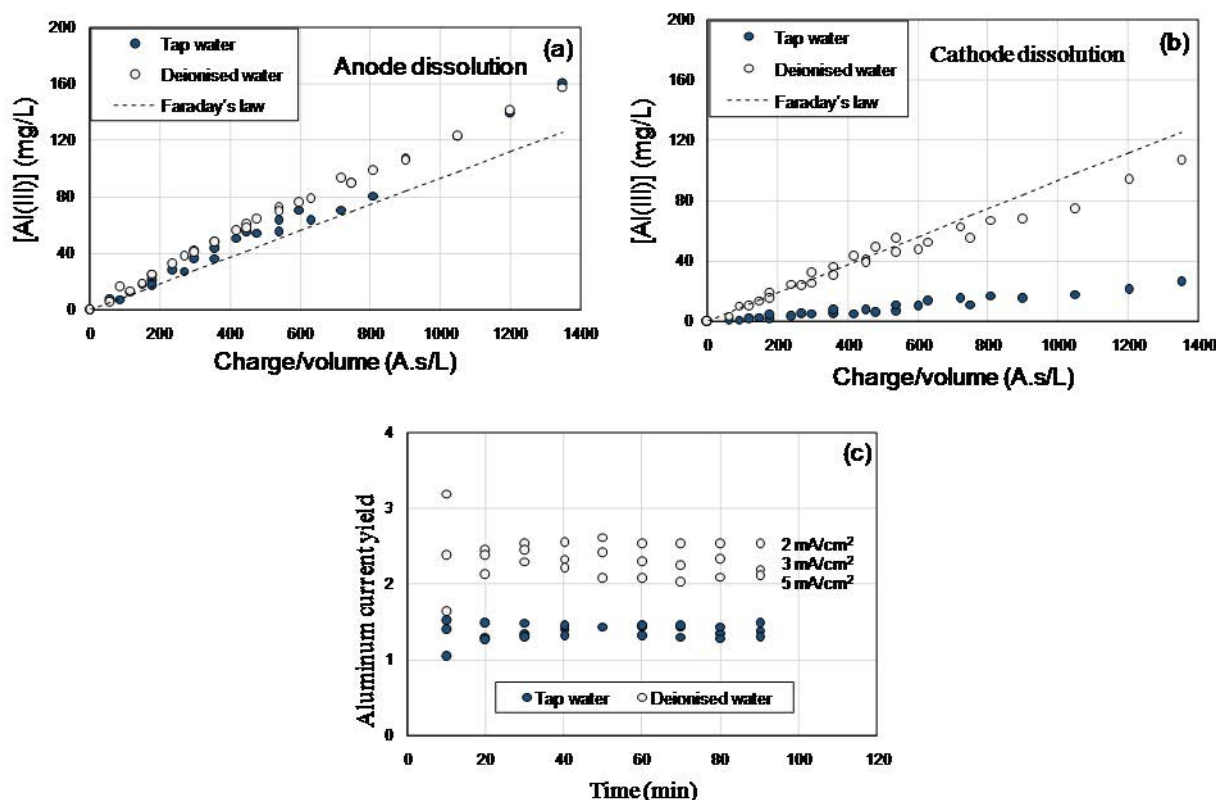 (a)
Tap water
Deionised water
Faraday's law
Anode dissolution
[Al(III)] (mg/L)
200
160
120
80
40
0
0 200 400 600 800 1000 1200 1400
Charge/volume (A.s/L)
(b)
Tap water
Deionised water
Faraday's law
Cathode dissolution
[Al(III)] (mg/L)
200
160
120
80
40
0
0 200 400 600 800 1000 1200 1400
Charge/volume (A.s/L)
(c)
Aluminum current yield
4
3
2
1
0
2 mA/cm²
3 mA/cm²
5 mA/cm²
Tap water Deionised water
0 20 40 60 80 100 120
Time (min)